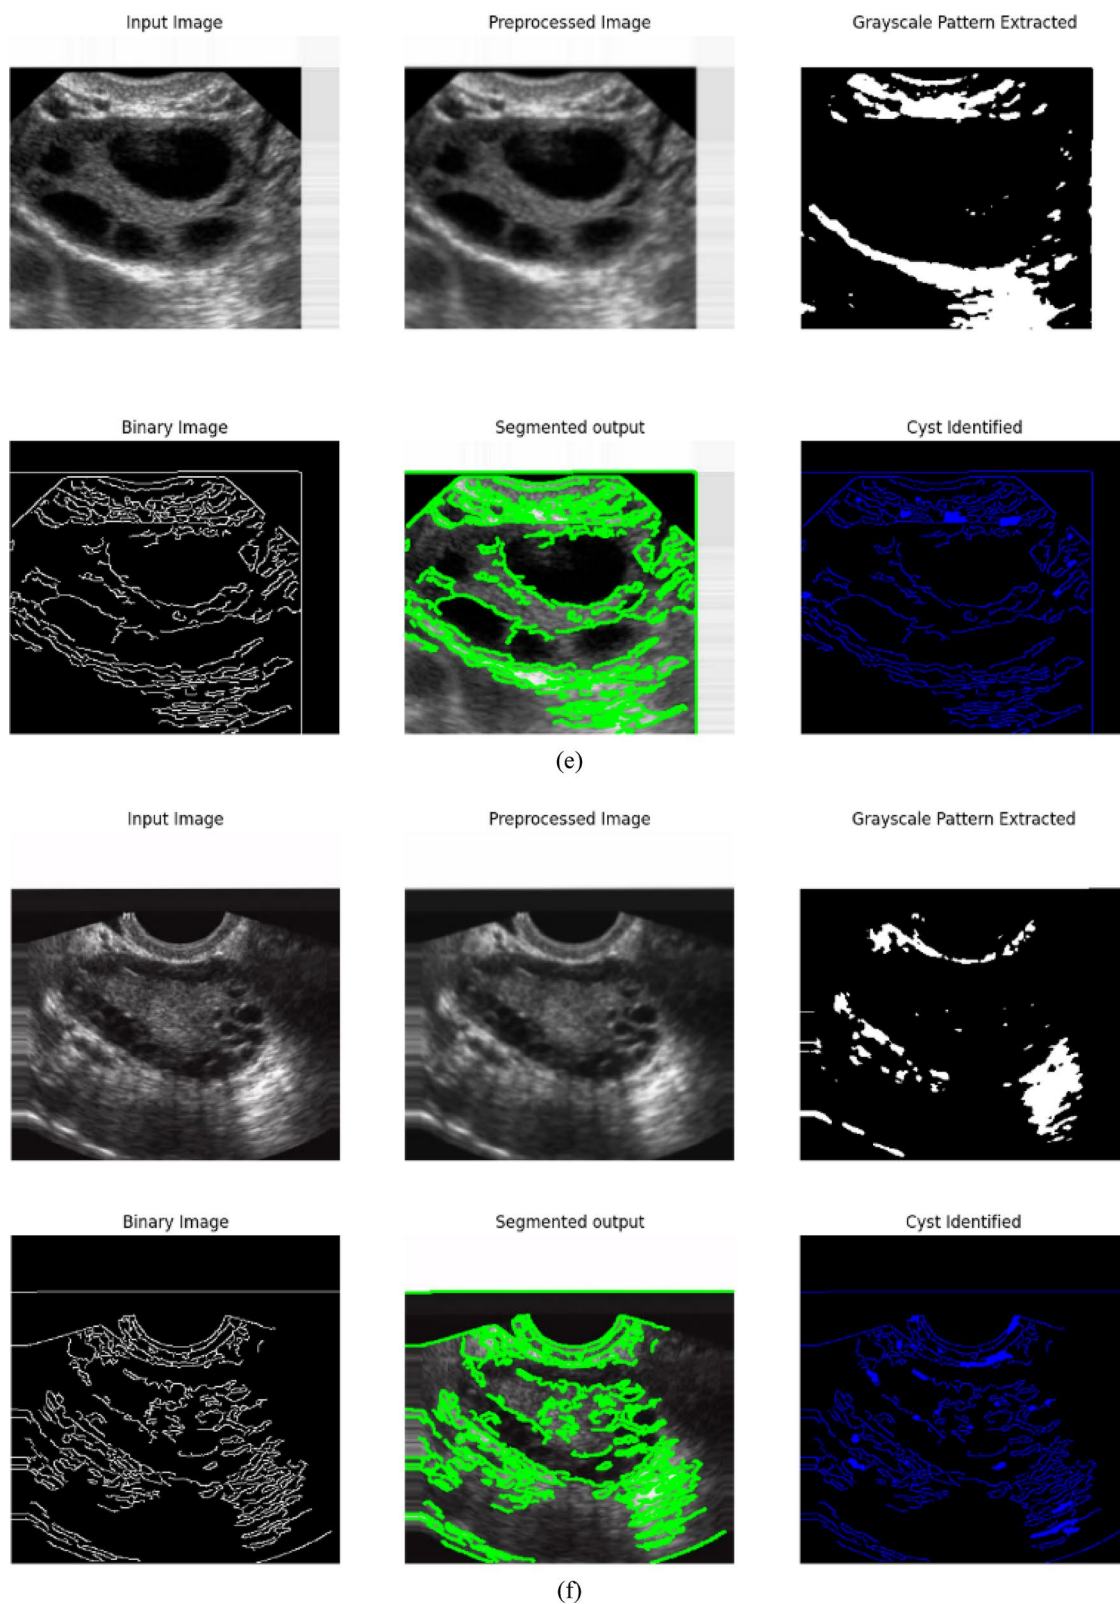 Input Image
Preprocessed Image
Grayscale Pattern Extracted
Binary Image
Segmented output
Cyst Identified
(e)
Input Image
Preprocessed Image
Grayscale Pattern Extracted
Binary Image
Segmented output
Cyst Identified
(f)